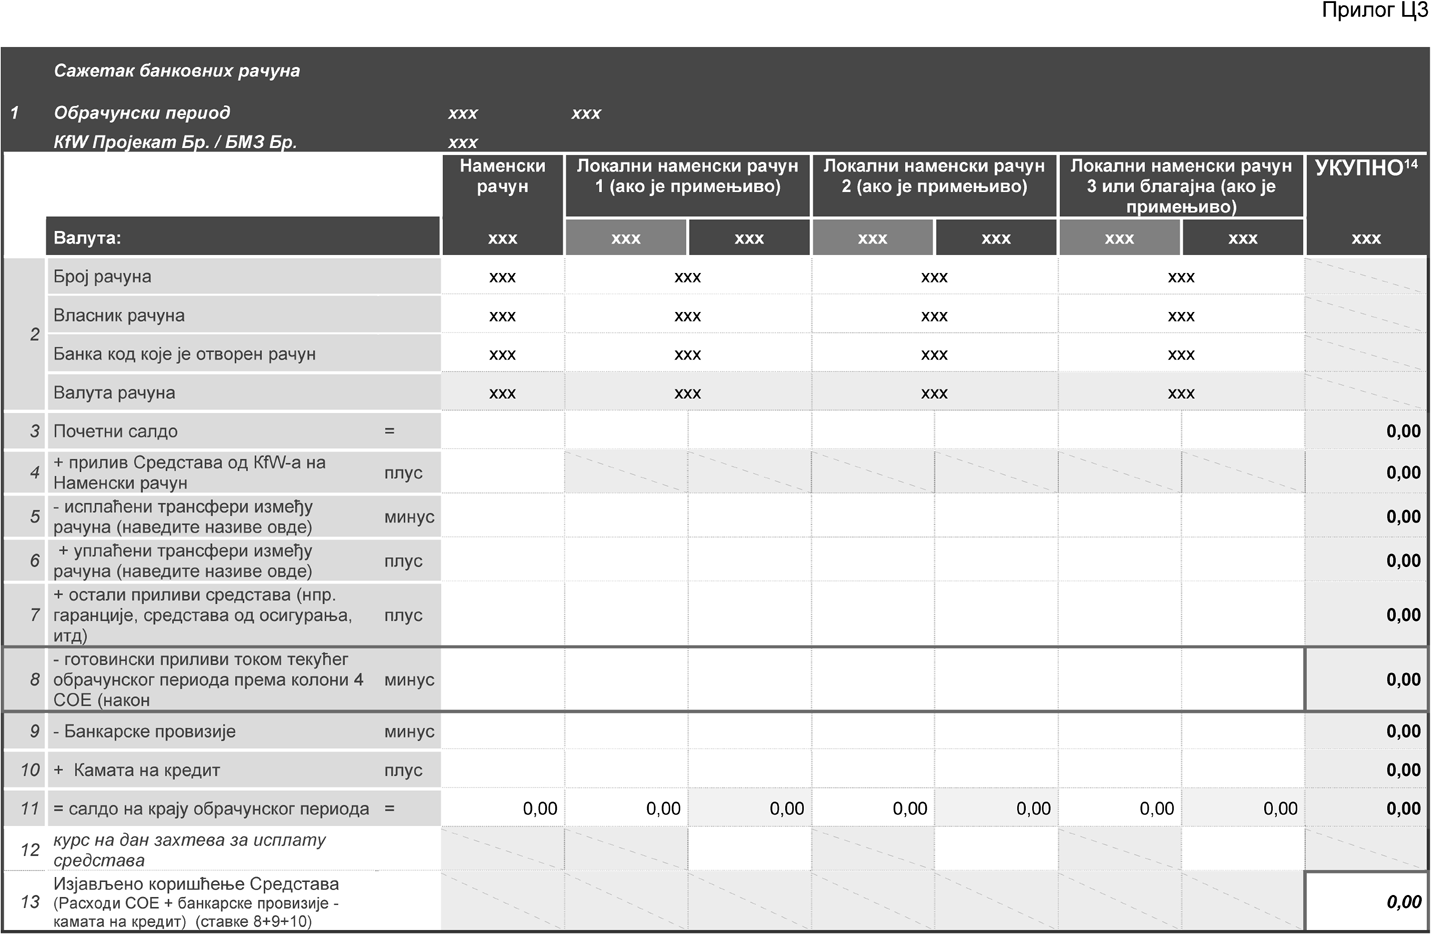 Прилог Ц3
Сажетак банковних рачуна
1 Обрачунски период xxx xxx
КfW Пројекат Бр. / БМЗ Бр. xxx
Наменски рачун
Локални наменски рачун 1 (ако је примењиво)
Локални наменски рачун 2 (ако је примењиво)
Локални наменски рачун 3 или благајна (ако је примењиво)
УКУПНО14
Валута: xxx xxx xxx xxx xxx xxx xxx xxx
2
Број рачуна xxx xxx xxx xxx
Власник рачуна xxx xxx xxx xxx
Банка код које је отворен рачун xxx xxx xxx xxx
Валута рачуна xxx xxx xxx xxx
3 Почетни салдо = 0,00
4 + прилив Средстава од KfW-а на
Наменски рачун плус 0,00
5 - исплаћени трансфери између
рачуна (наведите називе овде) минус 0,00
6 + уплаћени трансфери између
рачуна (наведите називе овде) плус 0,00
7 + остали приливи средстава (нпр.
гаранције, средстава од осигурања, плус 0,00
итд)
8 - готовински приливи током текућег
обрачунског периода према колони 4 минус 0,00
СОЕ (након
9 - Банкарске провизије минус 0,00
10 + Камата на кредит плус 0,00
11 = салдо на крају обрачунског периода = 0,00 0,00 0,00 0,00 0,00 0,00 0,00 0,00
12 курс на дан захтева за исплату
средстава
13 Изјављено коришћење Средстава
(Расходи СОЕ + банкарске провизије - 0,00
камата на кредит) (ставке 8+9+10)